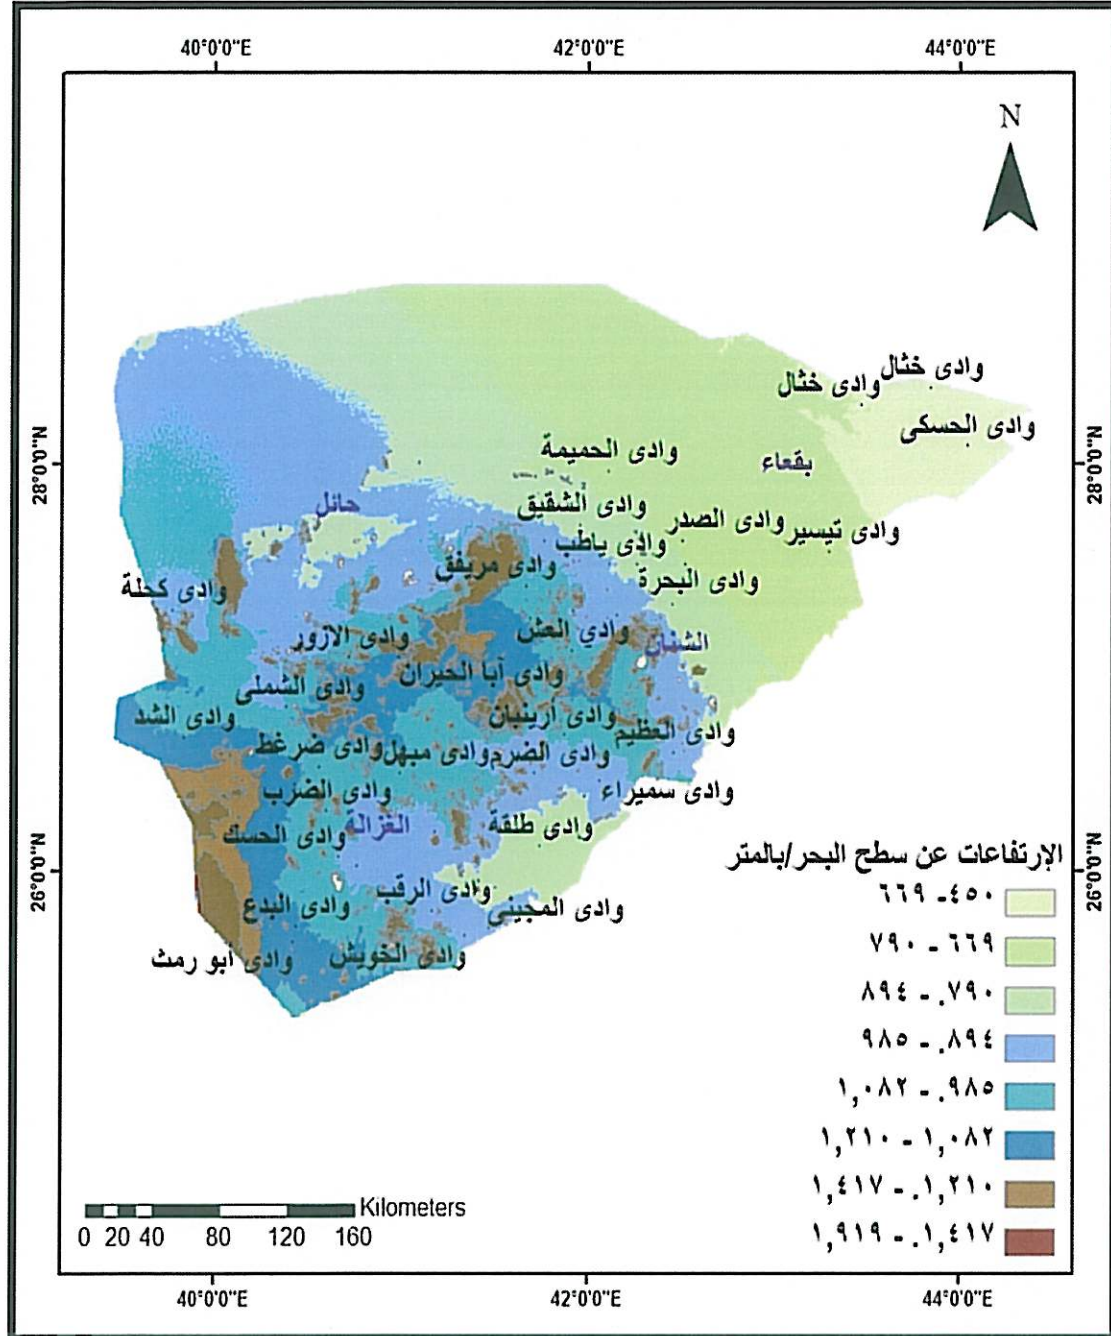 40°0'0"E 42°0'0"E 44°0'0"E
N
وادى خثال
وادى خثال
وادى الحسكى
28°0'0"N
28°0'0"N
وادى الحميمة
بقعاء
وادى الشقيق
حائل
وادى الصدر
وادى تيسير
وادى ياطب
وادى مريفق
وادى البحرة
وادى كحلة
وادي العش
الشنان
وادى الازور
وادى أبا الحيران
وادى الشملى
وادى أرينبان
وادى الشد
وادى العظيم
وادى ضرغط
وادى مبهل
وادى الضرم
وادى سميراء
وادى الضرب
وادى طلقة
الغزالة
وادى الحسك
الإرتفاعات عن سطح البحر/بالمتر
26°0'0"N
26°0'0"N
وادى الرقب
وادى المجينى
وادى البدع
وادى الخويش
وادى أبو رمث
٤٥٠- ٦٦٩
٦٦٩ - ٧٩٠
٧٩٠. - ٨٩٤
٨٩٤. - ٩٨٥
٩٨٥. - ١,٠٨٢
١,٠٨٢ - ١,٢١٠
١,٢١٠. - ١,٤١٧
١,٤١٧. - ١,٩١٩
Kilometers
0 20 40 80 120 160
40°0'0"E 42°0'0"E 44°0'0"E